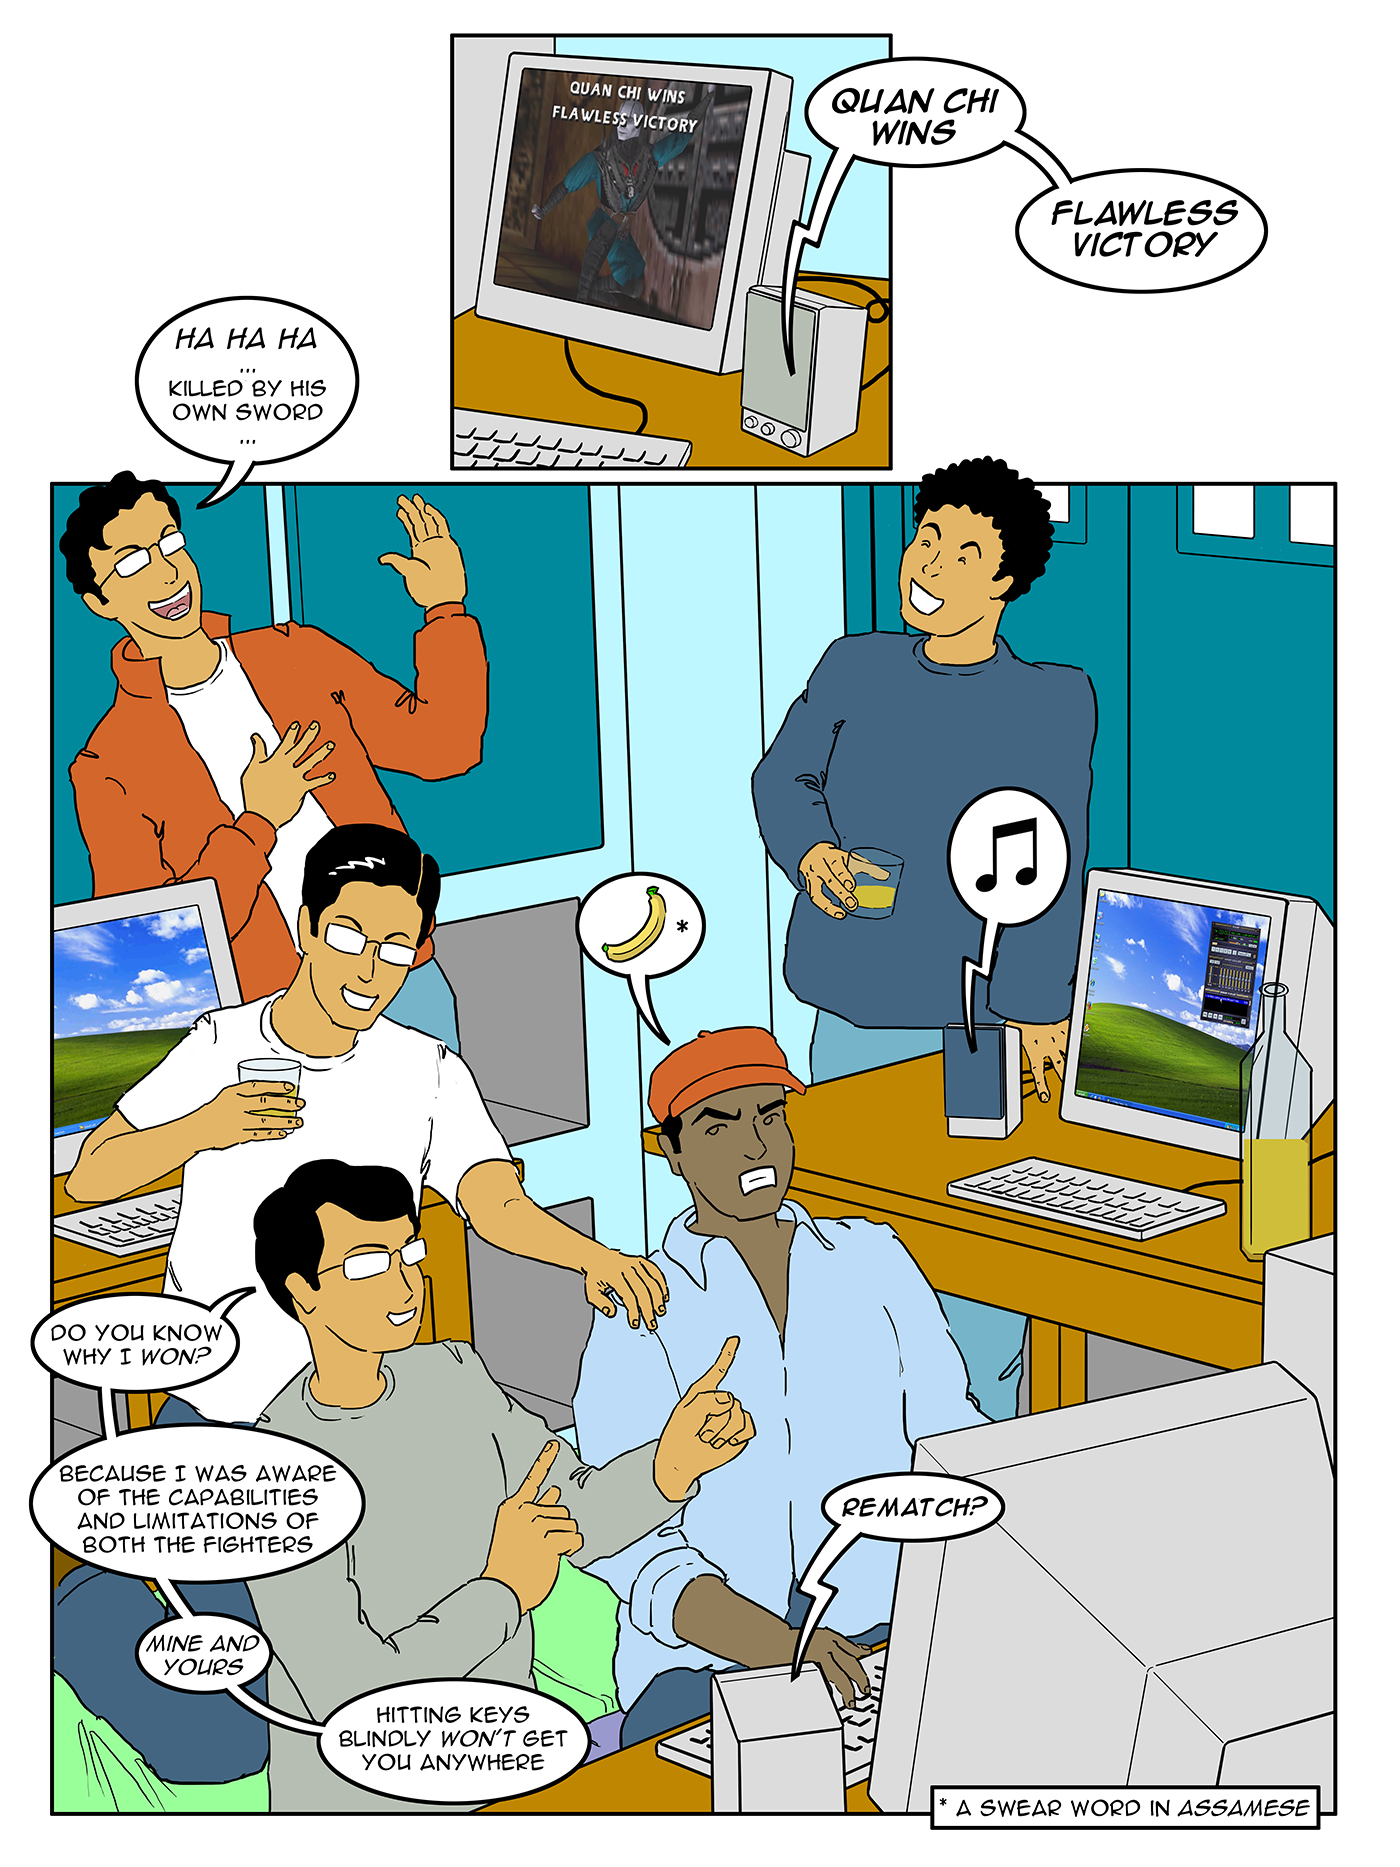 QUAN CHI WINS
FLAWLESS VICTORY
QUAN CHI
WINS
FLAWLESS
VICTORY
HA HA HA
...
KILLED BY HIS
OWN SWORD
...
*
DO YOU KNOW
WHY I WON?
BECAUSE I WAS AWARE
OF THE CAPABILITIES
AND LIMITATIONS OF
BOTH THE FIGHTERS
MINE AND
YOURS
HITTING KEYS
BLINDLY WON'T GET
YOU ANYWHERE
REMATCH?
* A SWEAR WORD IN ASSAMESE